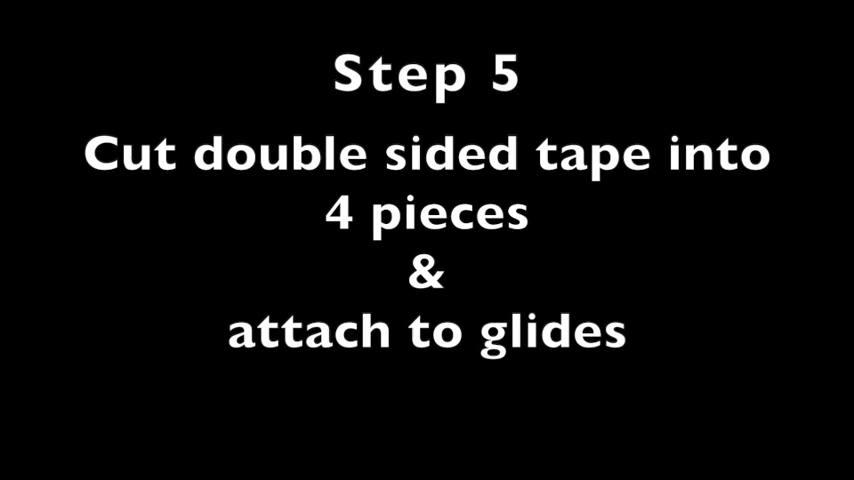 Step 5
Cut double sided tape into
4 pieces
&
attach to glides